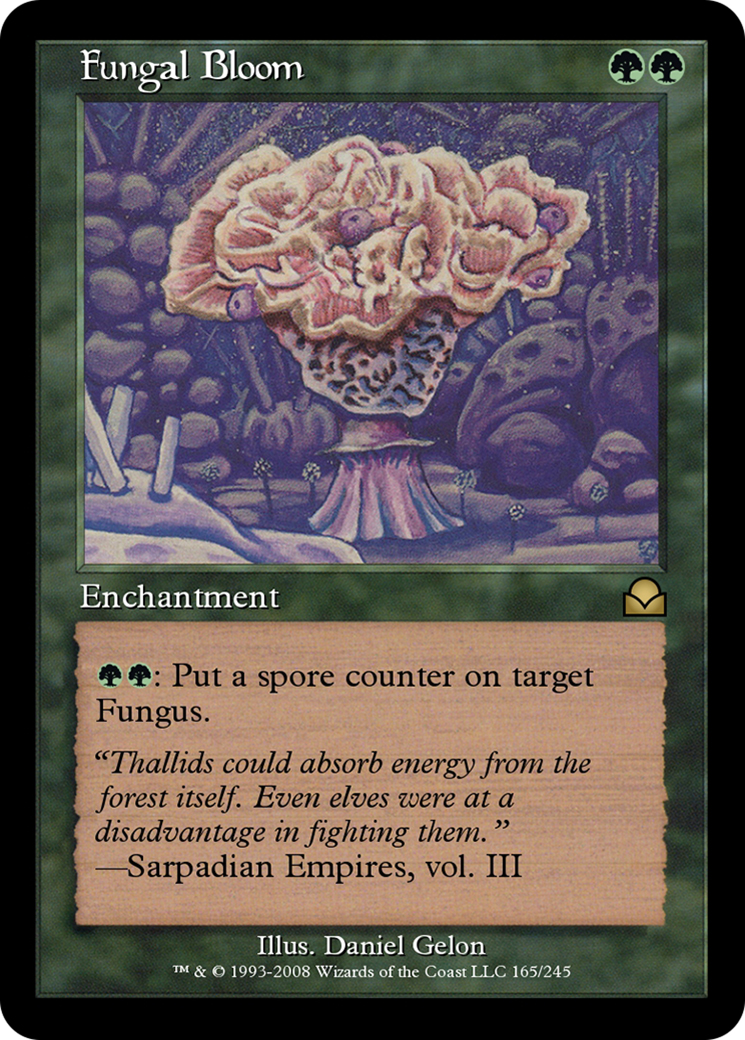 Fungal Bloom
Enchantment
: Put a spore counter on target
Fungus.
“Thallids could absorb energy from the
forest itself. Even elves were at a
disadvantage in fighting them.”
—Sarpadian Empires, vol. III
Illus. Daniel Gelon
™ & © 1993-2008 Wizards of the Coast LLC 165/245